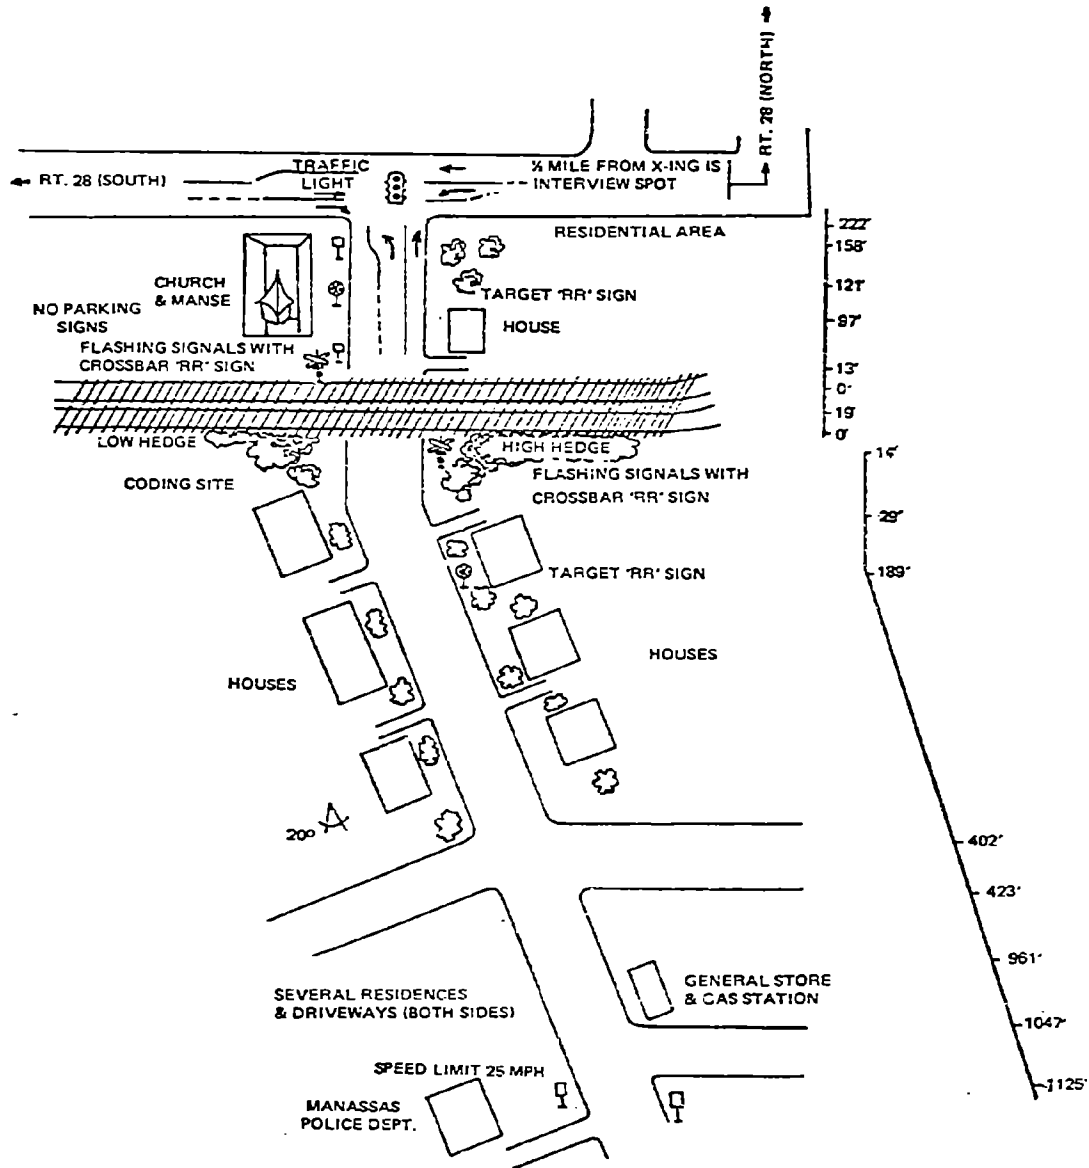 RT. 28 (NORTH)
TRAFFIC
LIGHT
RT. 28 (SOUTH)
½ MILE FROM X-ING IS
INTERVIEW SPOT
RESIDENTIAL AREA
222'
158'
121'
97'
13'
0'
19'
0'
CHURCH
& MANSE
TARGET "RR" SIGN
NO PARKING
SIGNS
HOUSE
FLASHING SIGNALS WITH
CROSSBAR "RR" SIGN
LOW HEDGE
HIGH HEDGE
CODING SITE
FLASHING SIGNALS WITH
CROSSBAR "RR" SIGN
29'
189'
TARGET "RR" SIGN
HOUSES
HOUSES
20°
402'
423'
961'
1047'
1125'
GENERAL STORE
& GAS STATION
SEVERAL RESIDENCES
& DRIVEWAYS (BOTH SIDES)
SPEED LIMIT 25 MPH
MANASSAS
POLICE DEPT.